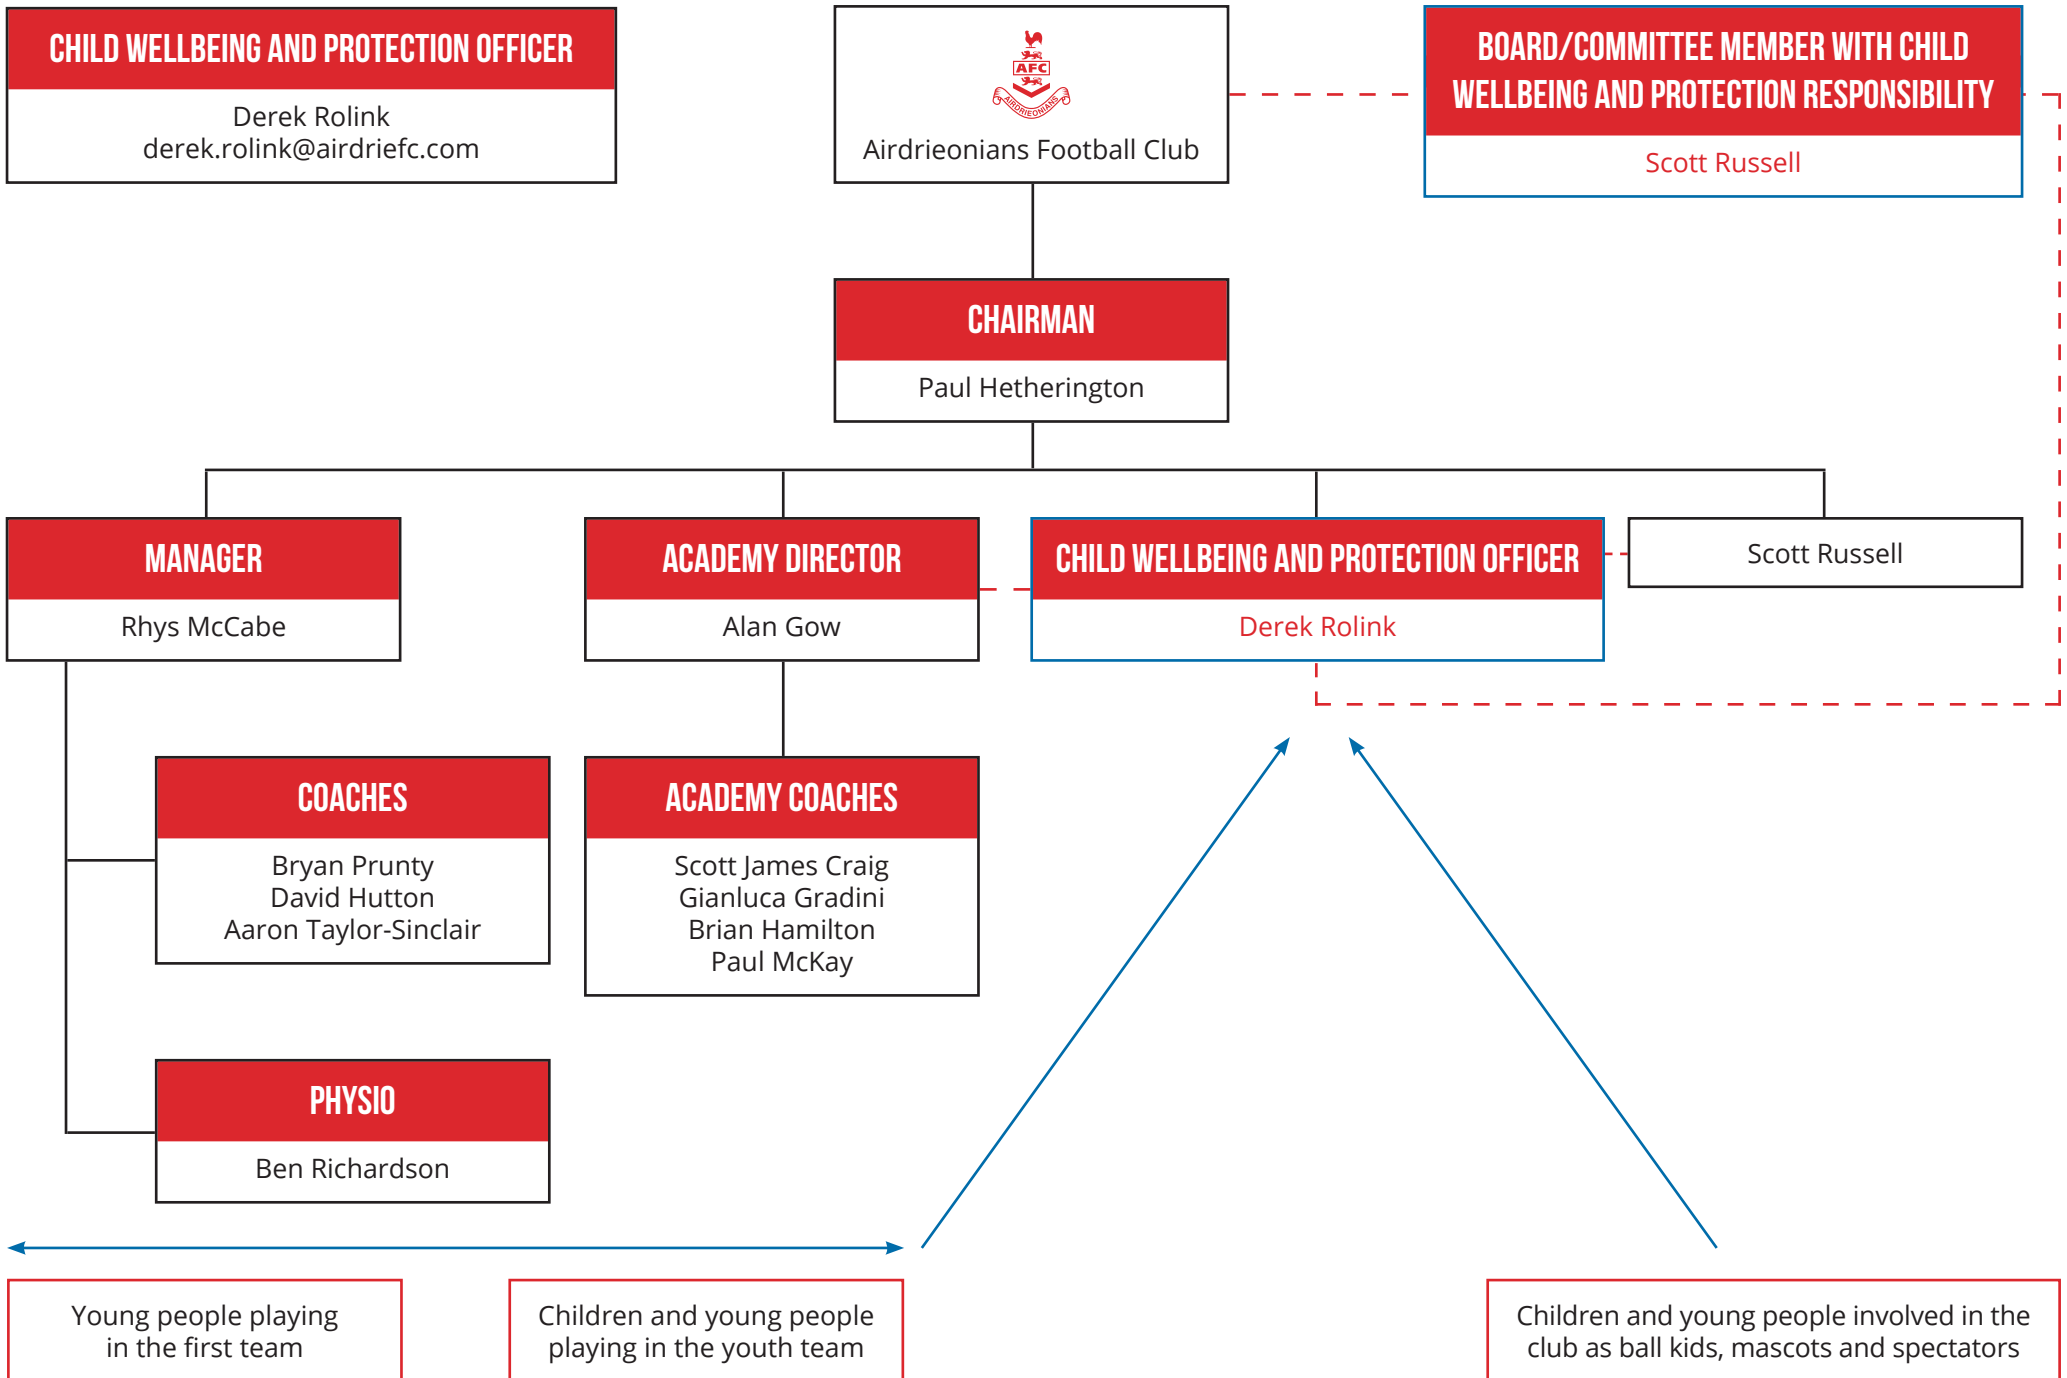 CHILD WELLBEING AND PROTECTION OFFICER
Derek Rolink
derek.rolink@airdriefc.com
AFC
AIRDRIEONIANS
Airdrieonians Football Club
BOARD/COMMITTEE MEMBER WITH CHILD
WELLBEING AND PROTECTION RESPONSIBILITY
Scott Russell
CHAIRMAN
Paul Hetherington
MANAGER
Rhys McCabe
ACADEMY DIRECTOR
Alan Gow
CHILD WELLBEING AND PROTECTION OFFICER
Derek Rolink
Scott Russell
COACHES
Bryan Prunty
David Hutton
Aaron Taylor-Sinclair
ACADEMY COACHES
Scott James Craig
Gianluca Gradini
Brian Hamilton
Paul McKay
PHYSIO
Ben Richardson
Young people playing
in the first team
Children and young people
playing in the youth team
Children and young people involved in the
club as ball kids, mascots and spectators